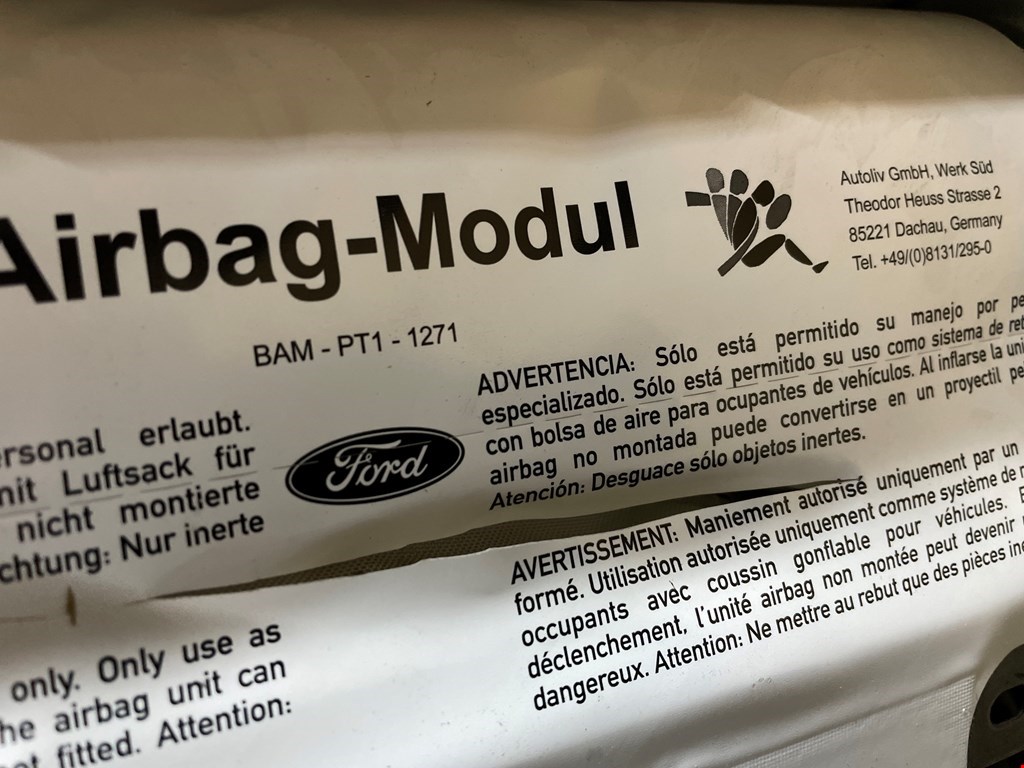 Airbag-Modul
Autoliv GmbH, Werk Süd
Theodor Heuss Strasse 2
85221 Dachau, Germany
Tel. +49/(0)8131/295-0
BAM - PT1 - 1271
erlaubt.
Luftsack für
nicht montierte
Nur inerte
Ford
ADVERTENCIA: Sólo está permitido su manejo por
especializado. Sólo está permitido su uso como sistema de
con bolsa de aire para ocupantes de vehículos. Al inflarse la
airbag no montada puede convertirse en un proyectil
Atención: Desguace sólo objetos inertes.
AVERTISSEMENT: Maniement autorisé uniquement par un
formé. Utilisation autorisée uniquement comme système de
occupants avec coussin gonflable pour véhicules.
déclenchement, l'unité airbag non montée peut devenir
dangereux. Attention: Ne mettre au rebut que des pièces
only. Only use as
airbag unit can
fitted. Attention: